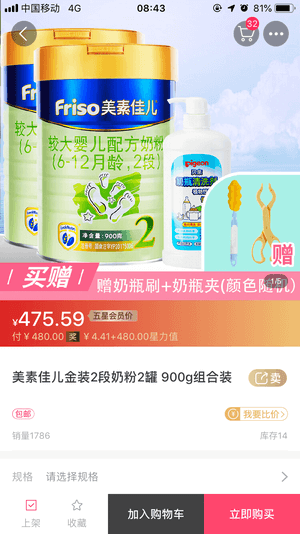 中国移动 4G 08:43
32
Friso美素佳儿
较大婴儿配方奶粉
(6-12月龄, 2段)
pigeon
900克
2
赠
买赠
赠奶瓶刷+奶瓶夹(颜色随机)
1/5
¥475.59 五星会员价
付￥480.00 奖 ￥4.41+480.00星力值
美素佳儿金装2段奶粉2罐 900g组合装
卖
包邮
我要比价>
销量1786 库存14
规格 请选择规格
上架
收藏
加入购物车
立即购买